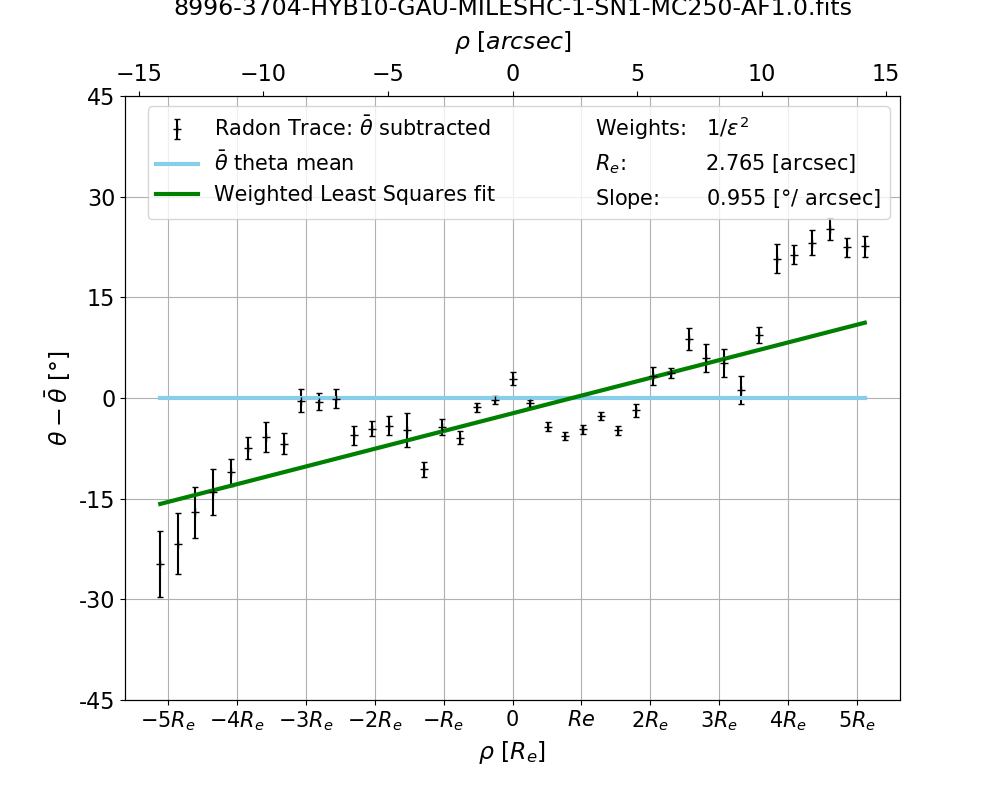 8996-3704-HYB10-GAU-MILESHC-1-SN1-MC250-AF1.0.fits
ρ [arcsec]
−15 −10 −5 0 5 10 15
Radon Trace: θ̄ subtracted
θ̄ theta mean
Weighted Least Squares fit
Weights: 1/ε²
Rₑ: 2.765 [arcsec]
Slope: 0.955 [°/ arcsec]
45
30
15
0
-15
-30
-45
θ − θ̄ [°]
−5Rₑ −4Rₑ −3Rₑ −2Rₑ −Rₑ 0 Re 2Rₑ 3Rₑ 4Rₑ 5Rₑ
ρ [Rₑ]